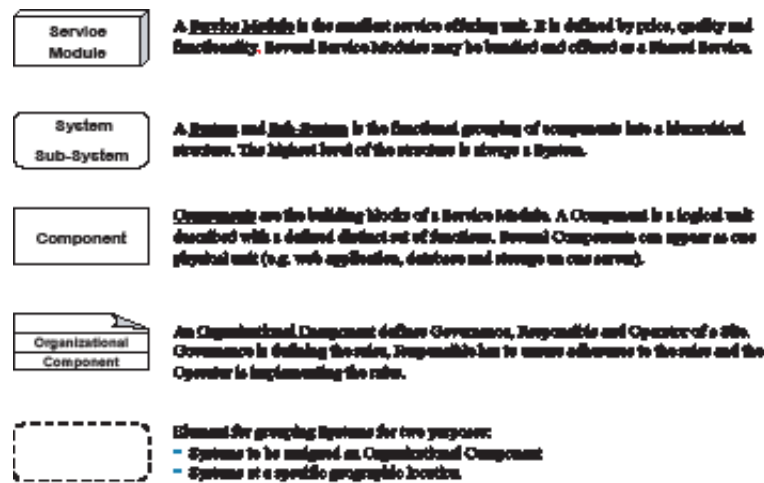 Service
Module
A Service Module is the smallest service offering unit. It is defined by price, quality and
functionality. Several Service Modules may be bundled and offered as a Shared Service.
System
Sub-System
A System and Sub-System is the functional grouping of components into a hierarchical
structure. The highest level of the structure is always a System.
Component
Components are the building blocks of a Service Module. A Component is a logical unit
described with a defined distinct set of functions. Several Components can appear as one
physical unit (e.g. web application, database and storage on one server).
Organizational
Component
An Organizational Component defines Governance, Responsible and Operator of a Site.
Governance is defining the rules, Responsible has to ensure adherence to the rules and the
Operator is implementing the rules.
Element for grouping Systems for two purposes:
- Systems to be assigned an Organizational Component
- Systems at a specific geographic location.